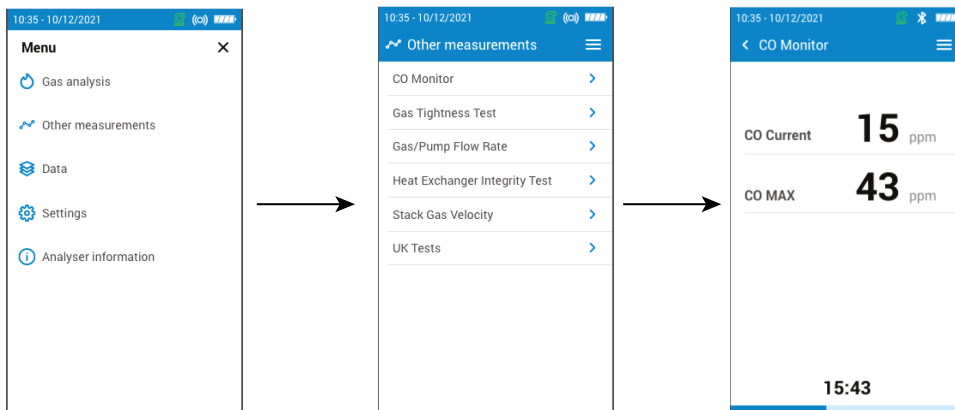 10:35 - 10/12/2021
Menu
Gas analysis
Other measurements
Data
Settings
Analyser information
10:35 - 10/12/2021
Other measurements
CO Monitor
Gas Tightness Test
Gas/Pump Flow Rate
Heat Exchanger Integrity Test
Stack Gas Velocity
UK Tests
10:35 - 10/12/2021
CO Monitor
CO Current 15 ppm
CO MAX 43 ppm
15:43